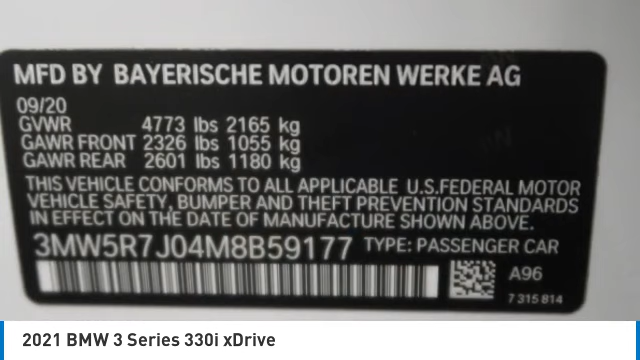 MFD BY BAYERISCHE MOTOREN WERKE AG
09/20
GVWR 4773 lbs 2165 kg
GAWR FRONT 2326 lbs 1055 kg
GAWR REAR 2601 lbs 1180 kg
THIS VEHICLE CONFORMS TO ALL APPLICABLE U.S.FEDERAL MOTOR
VEHICLE SAFETY, BUMPER AND THEFT PREVENTION STANDARDS
IN EFFECT ON THE DATE OF MANUFACTURE SHOWN ABOVE.
3MW5R7J04M8B59177 TYPE: PASSENGER CAR
A96
7 315 814
2021 BMW 3 Series 330i xDrive